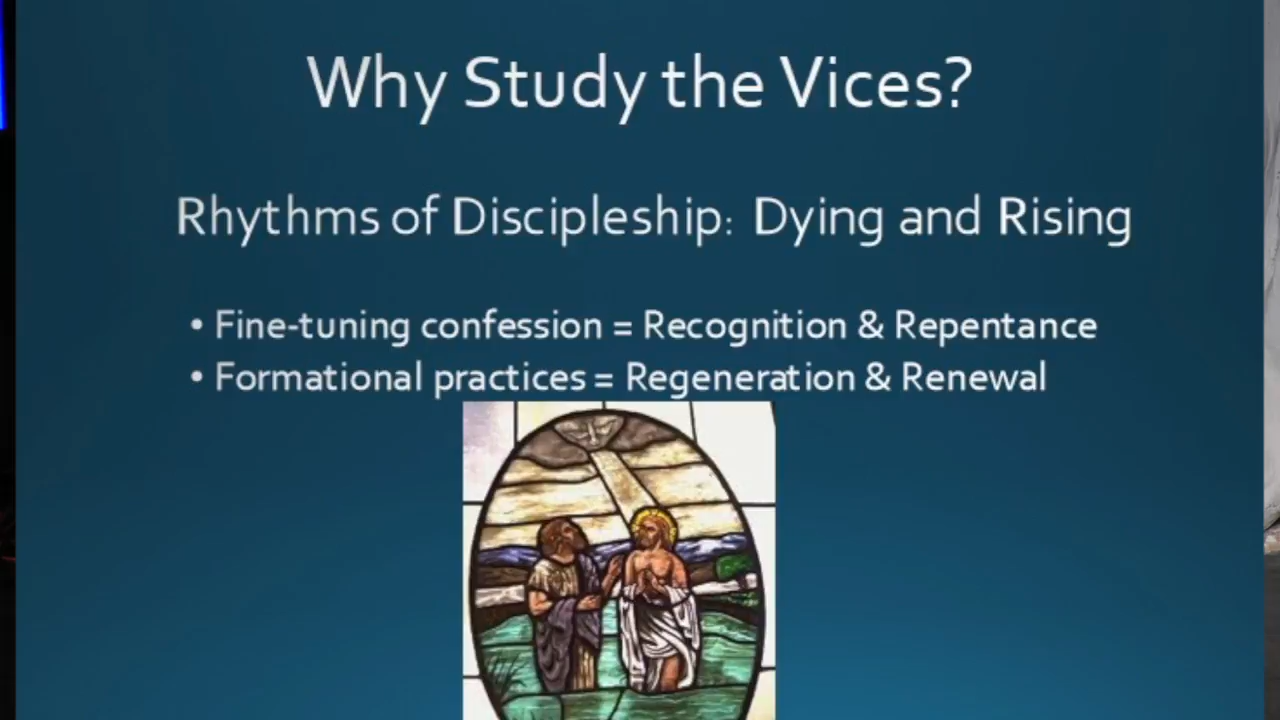 Why Study the Vices?
Rhythms of Discipleship: Dying and Rising
• Fine-tuning confession = Recognition & Repentance
• Formational practices = Regeneration & Renewal